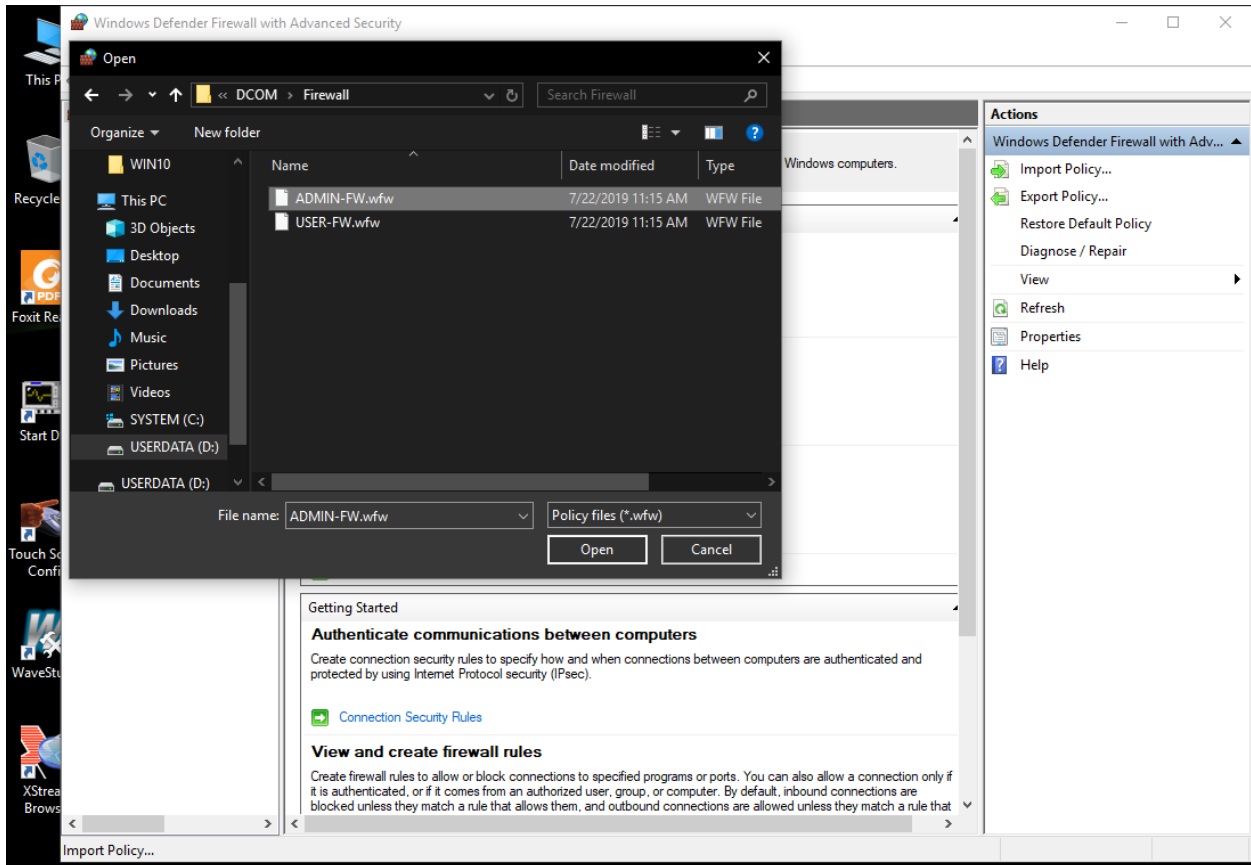 Windows Defender Firewall with Advanced Security
Open
« DCOM › Firewall
Search Firewall
Organize
New folder
WIN10
This PC
3D Objects
Desktop
Documents
Downloads
Music
Pictures
Videos
SYSTEM (C:)
USERDATA (D:)
USERDATA (D:)
Name Date modified Type
ADMIN-FW.wfw 7/22/2019 11:15 AM WFW File
USER-FW.wfw 7/22/2019 11:15 AM WFW File
File name: ADMIN-FW.wfw Policy files (*.wfw)
Open Cancel
This P
Recycle
PDF
Foxit Re
Start D
Touch Sc
Confi
WaveStu
XStrea
Brows
Windows computers.
Getting Started
Authenticate communications between computers
Create connection security rules to specify how and when connections between computers are authenticated and
protected by using Internet Protocol security (IPsec).
Connection Security Rules
View and create firewall rules
Create firewall rules to allow or block connections to specified programs or ports. You can also allow a connection only if
it is authenticated, or if it comes from an authorized user, group, or computer. By default, inbound connections are
blocked unless they match a rule that allows them, and outbound connections are allowed unless they match a rule that
Actions
Windows Defender Firewall with Adv...
Import Policy...
Export Policy...
Restore Default Policy
Diagnose / Repair
View
Refresh
Properties
Help
Import Policy...